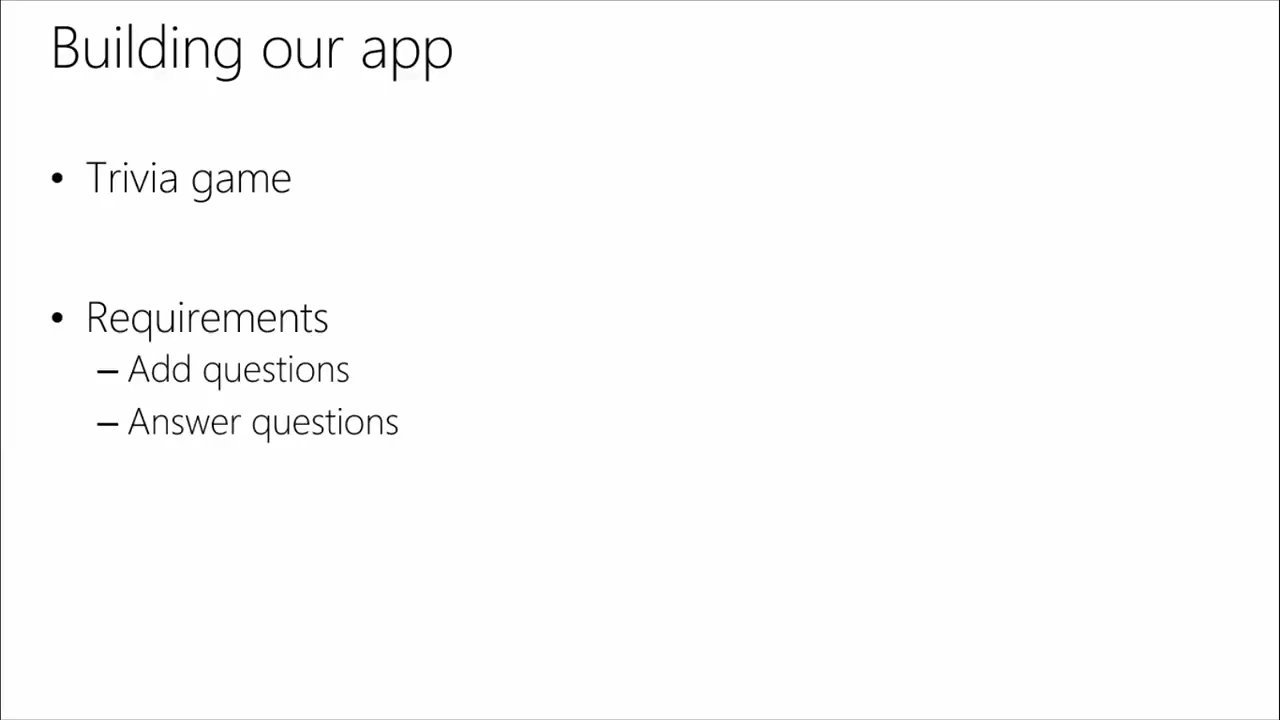 Building our app
• Trivia game
• Requirements
– Add questions
– Answer questions